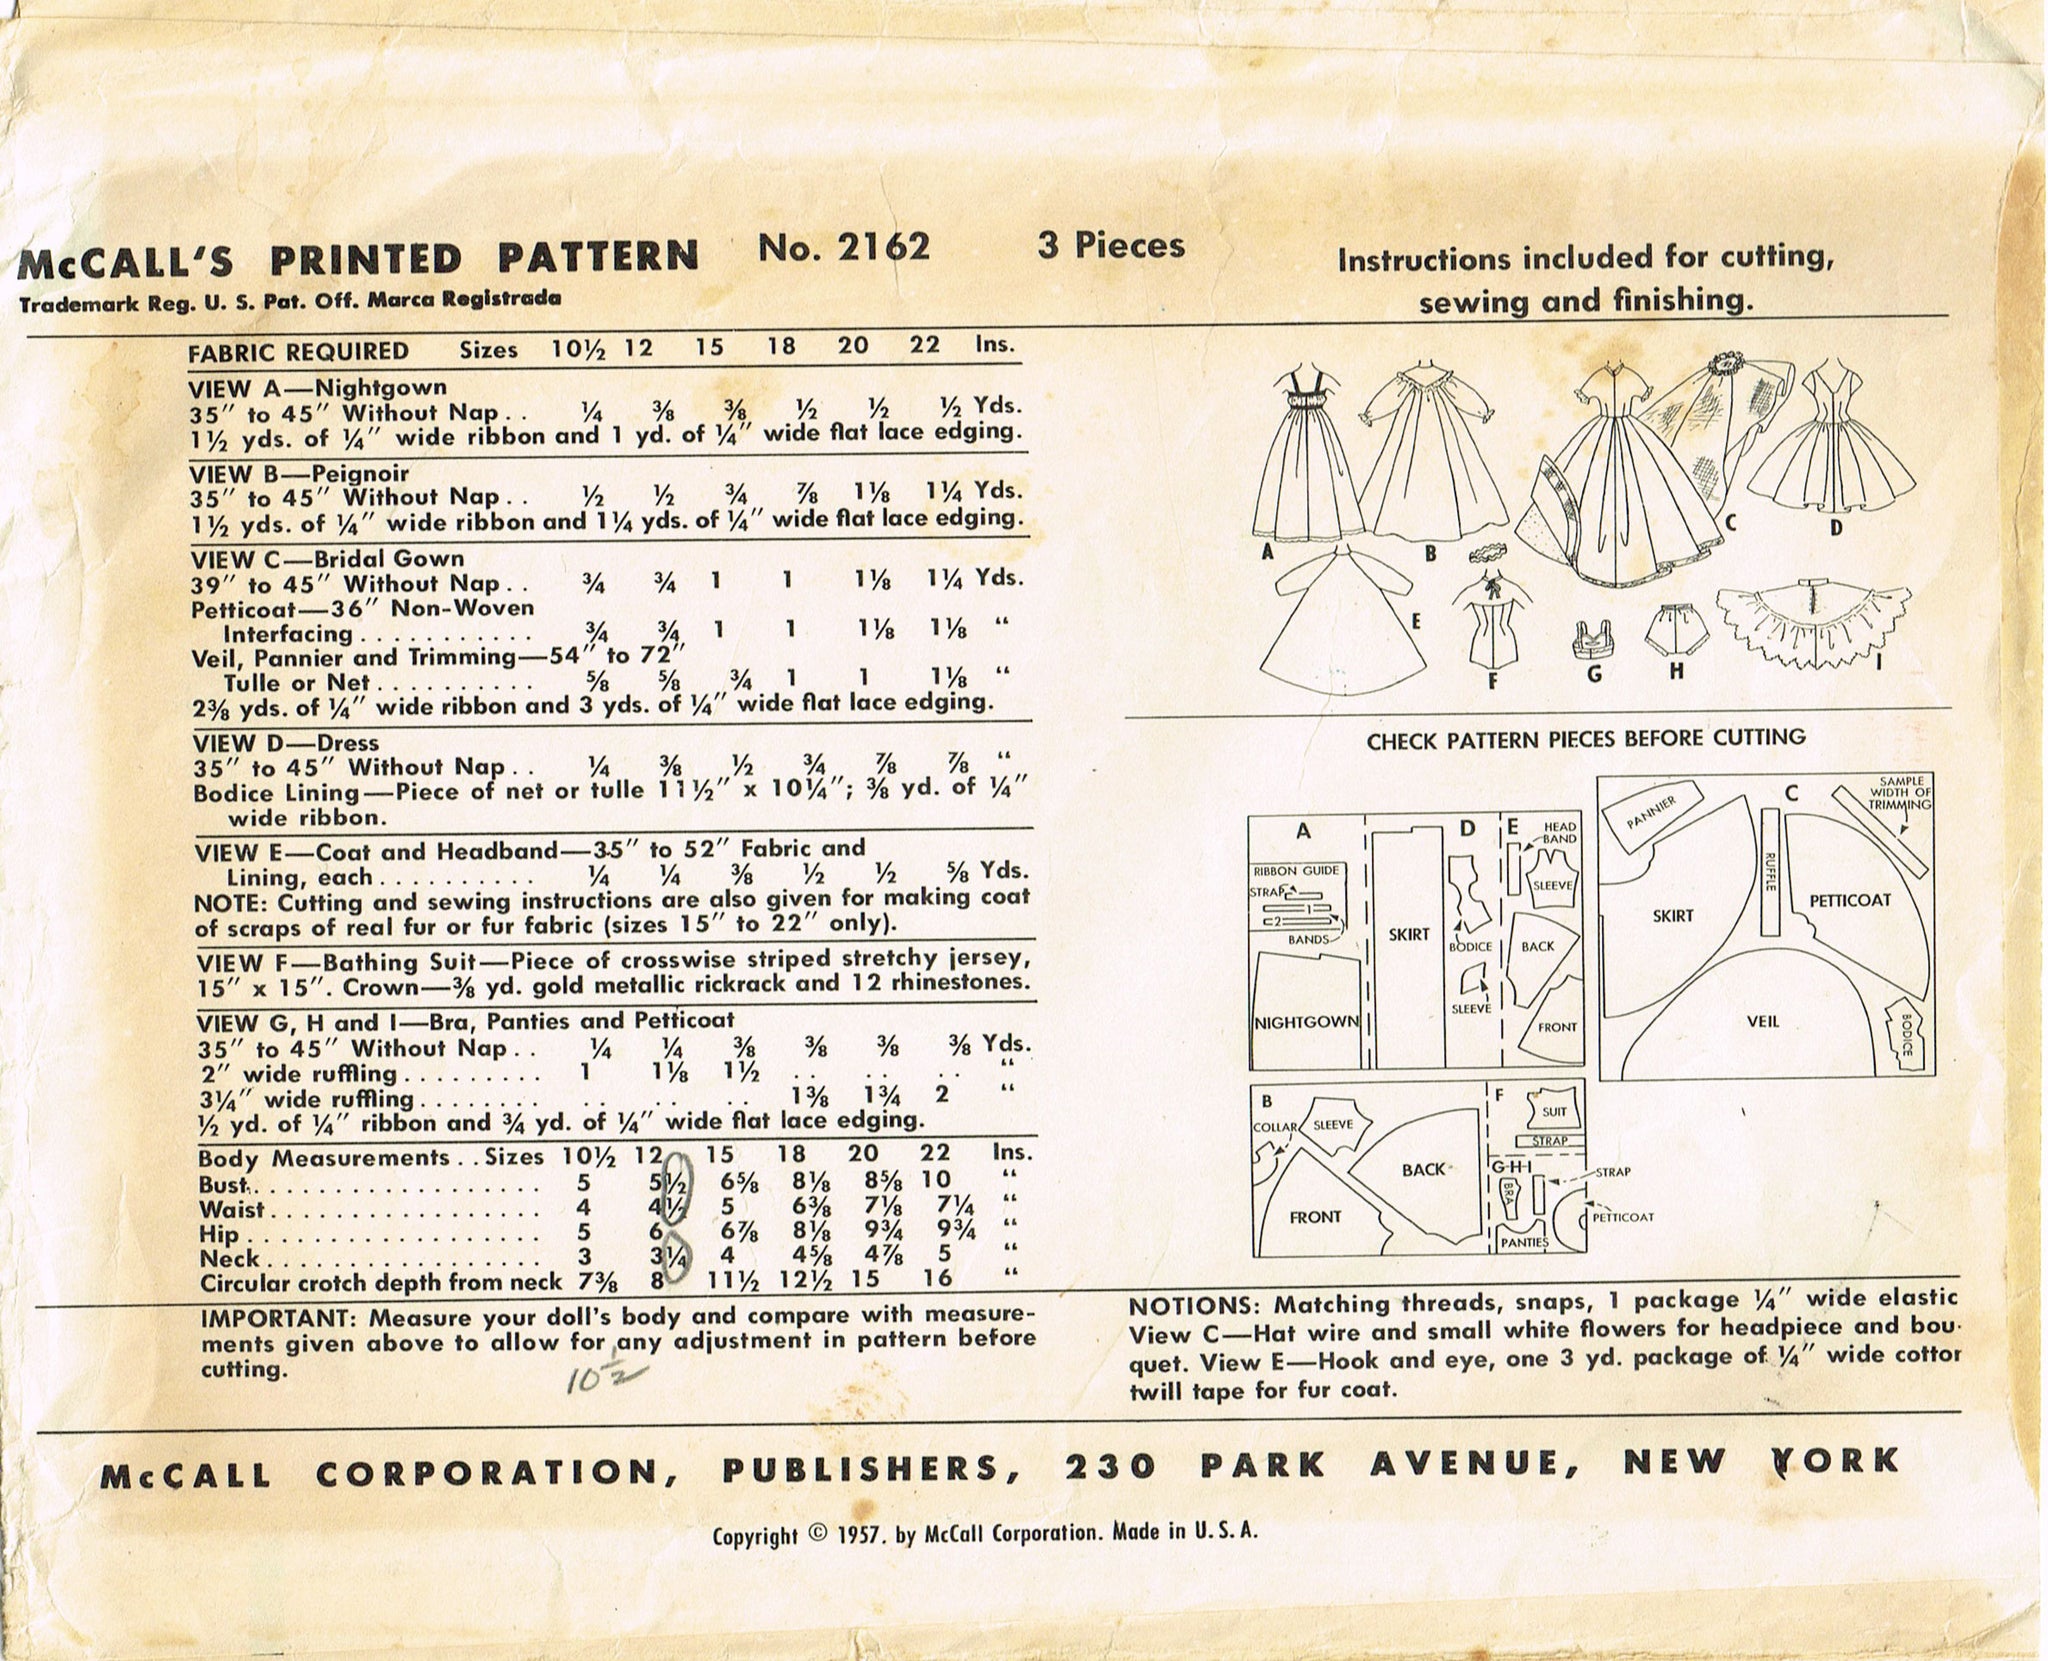 McCALL'S PRINTED PATTERN No. 2162 3 Pieces
Trademark Reg. U. S. Pat. Off. Marca Registrada
Instructions included for cutting,
sewing and finishing.
FABRIC REQUIRED Sizes 10½ 12 15 18 20 22 Ins.
VIEW A—Nightgown
35" to 45" Without Nap . . ¼ ⅜ ⅜ ½ ½ ½ Yds.
1½ yds. of ¼" wide ribbon and 1 yd. of ¼" wide flat lace edging.
VIEW B—Peignoir
35" to 45" Without Nap . . ½ ½ ¾ ⅞ 1⅛ 1¼ Yds.
1½ yds. of ¼" wide ribbon and 1¼ yds. of ¼" wide flat lace edging.
VIEW C—Bridal Gown
39" to 45" Without Nap . . ¾ ¾ 1 1 1⅛ 1¼ Yds.
Petticoat—36" Non-Woven
Interfacing . . . . . . . . . . . ¾ ¾ 1 1 1⅛ 1⅛ "
Veil, Pannier and Trimming—54" to 72"
Tulle or Net . . . . . . . . . . ⅝ ⅝ ¾ 1 1 1⅛ "
2⅜ yds. of ¼" wide ribbon and 3 yds. of ¼" wide flat lace edging.
VIEW D—Dress
35" to 45" Without Nap . . ¼ ⅜ ½ ¾ ⅞ ⅞ "
Bodice Lining—Piece of net or tulle 11½" x 10¼"; ⅜ yd. of ¼"
wide ribbon.
VIEW E—Coat and Headband—35" to 52" Fabric and
Lining, each . . . . . . . . . . ¼ ¼ ⅜ ½ ½ ⅝ Yds.
NOTE: Cutting and sewing instructions are also given for making coat
of scraps of real fur or fur fabric (sizes 15" to 22" only).
VIEW F—Bathing Suit—Piece of crosswise striped stretchy jersey,
15" x 15". Crown—⅜ yd. gold metallic rickrack and 12 rhinestones.
VIEW G, H and I—Bra, Panties and Petticoat
35" to 45" Without Nap . . ¼ ¼ ⅜ ⅜ ⅜ ⅜ Yds.
2" wide ruffling . . . . . . . . . 1 1⅛ 1½ . . . . . . "
3¼" wide ruffling . . . . . . . . . . . . . . 1⅜ 1¾ 2 "
½ yd. of ¼" ribbon and ¾ yd. of ¼" wide flat lace edging.
Body Measurements . . Sizes 10½ 12 15 18 20 22 Ins.
Bust . . . . . . . . . . . . . . . . . . 5 5½ 6⅝ 8⅛ 8⅝ 10 "
Waist . . . . . . . . . . . . . . . . . 4 4½ 5 6⅜ 7⅛ 7¼ "
Hip . . . . . . . . . . . . . . . . . . 5 6 6⅞ 8⅛ 9¾ 9¾ "
Neck . . . . . . . . . . . . . . . . . 3 3¼ 4 4⅝ 4⅞ 5 "
Circular crotch depth from neck 7⅜ 8 11½ 12½ 15 16 "
IMPORTANT: Measure your doll's body and compare with measure-
ments given above to allow for any adjustment in pattern before
cutting.
10½
A
B
C
D
E
F
G
H
I
CHECK PATTERN PIECES BEFORE CUTTING
A
RIBBON GUIDE
STRAP
1
2
BANDS
NIGHTGOWN
SKIRT
D
BODICE
SLEEVE
E
HEAD
BAND
SLEEVE
BACK
FRONT
C
PANNIER
SKIRT
RUFFLE
SAMPLE
WIDTH OF
TRIMMING
PETTICOAT
VEIL
BODICE
B
COLLAR
SLEEVE
BACK
FRONT
F
SUIT
STRAP
G-H-I
BRA
STRAP
PETTICOAT
PANTIES
NOTIONS: Matching threads, snaps, 1 package ¼" wide elastic
View C—Hat wire and small white flowers for headpiece and bou-
quet. View E—Hook and eye, one 3 yd. package of ¼" wide cottor
twill tape for fur coat.
McCALL CORPORATION, PUBLISHERS, 230 PARK AVENUE, NEW YORK
Copyright © 1957. by McCall Corporation. Made in U. S. A.